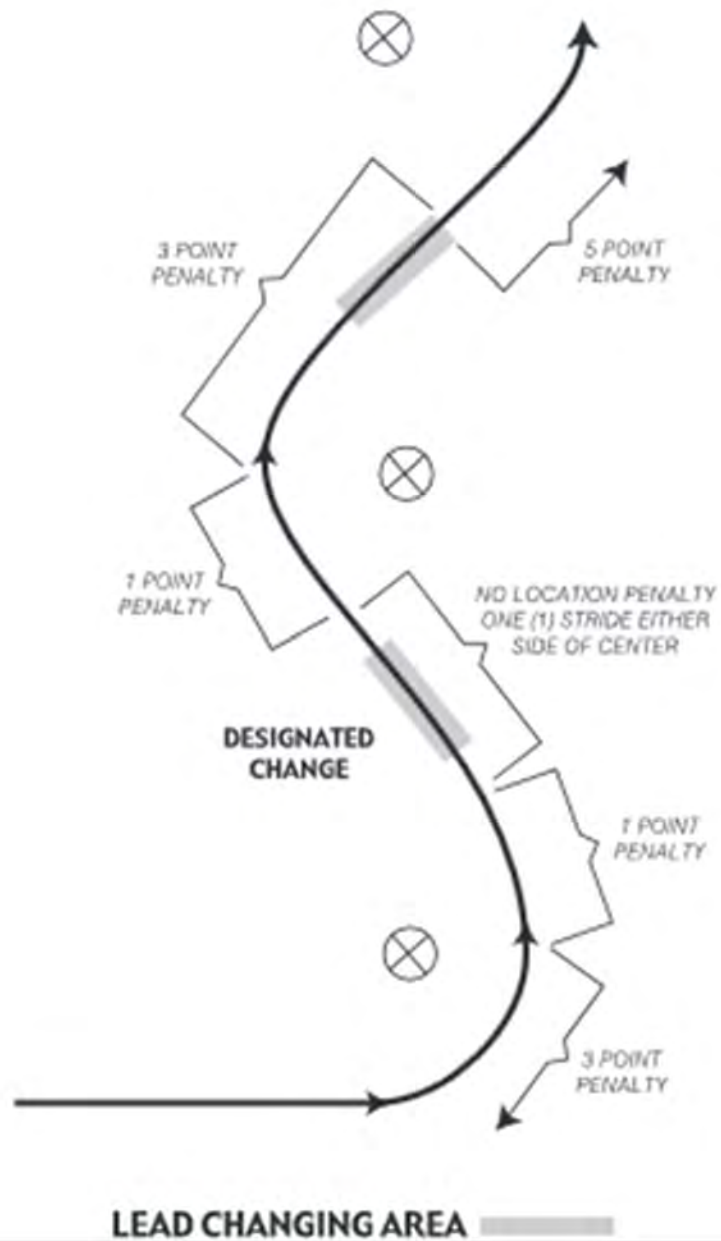 3 POINT
PENALTY
5 POINT
PENALTY
1 POINT
PENALTY
NO LOCATION PENALTY
ONE (1) STRIDE EITHER
SIDE OF CENTER
DESIGNATED
CHANGE
1 POINT
PENALTY
3 POINT
PENALTY
LEAD CHANGING AREA